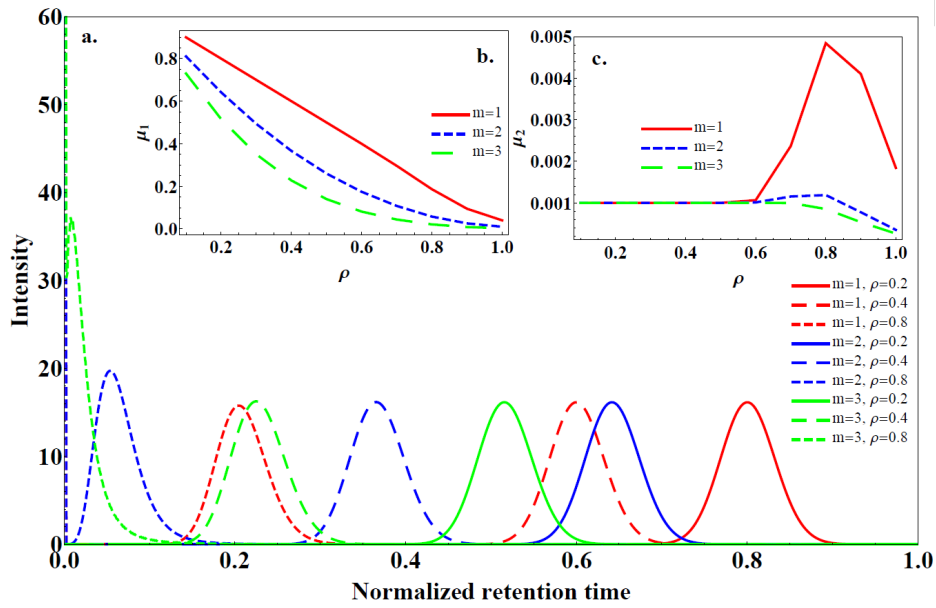 60
50
40
30
20
10
0
Intensity
a.
0.0
0.2
0.4
0.6
0.8
1.0
Normalized retention time
b.
0.8
0.6
0.4
0.2
0.0
μ1
m=1
m=2
m=3
0.2
0.4
0.6
0.8
1.0
ρ
c.
0.005
0.004
0.003
0.002
0.001
μ2
m=1
m=2
m=3
0.2
0.4
0.6
0.8
1.0
ρ
m=1, ρ=0.2
m=1, ρ=0.4
m=1, ρ=0.8
m=2, ρ=0.2
m=2, ρ=0.4
m=2, ρ=0.8
m=3, ρ=0.2
m=3, ρ=0.4
m=3, ρ=0.8